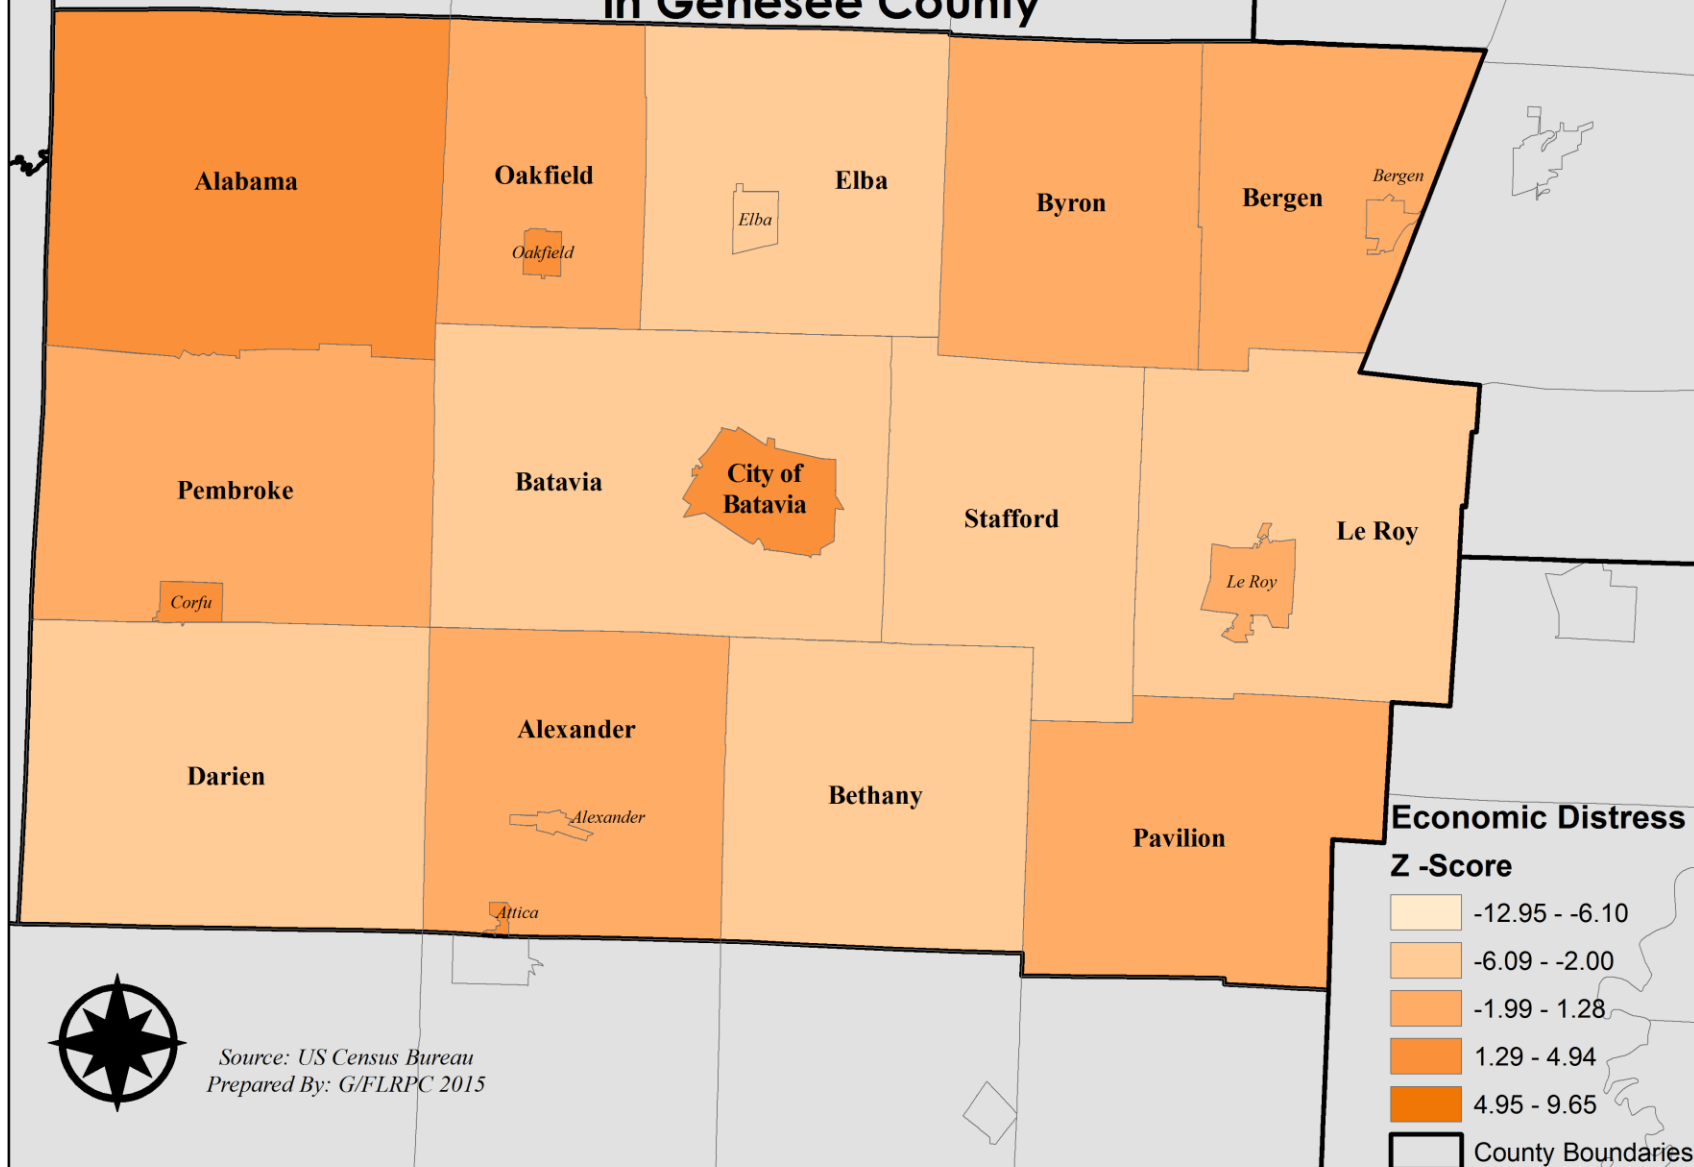 in Genesee County
Alabama
Oakfield
Oakfield
Elba
Elba
Byron
Bergen
Bergen
Pembroke
Corfu
Batavia
City of
Batavia
Stafford
Le Roy
Le Roy
Darien
Alexander
Alexander
Attica
Bethany
Pavilion
Economic Distress
Z -Score
-12.95 - -6.10
-6.09 - -2.00
-1.99 - 1.28
1.29 - 4.94
4.95 - 9.65
County Boundaries
Source: US Census Bureau
Prepared By: G/FLRPC 2015